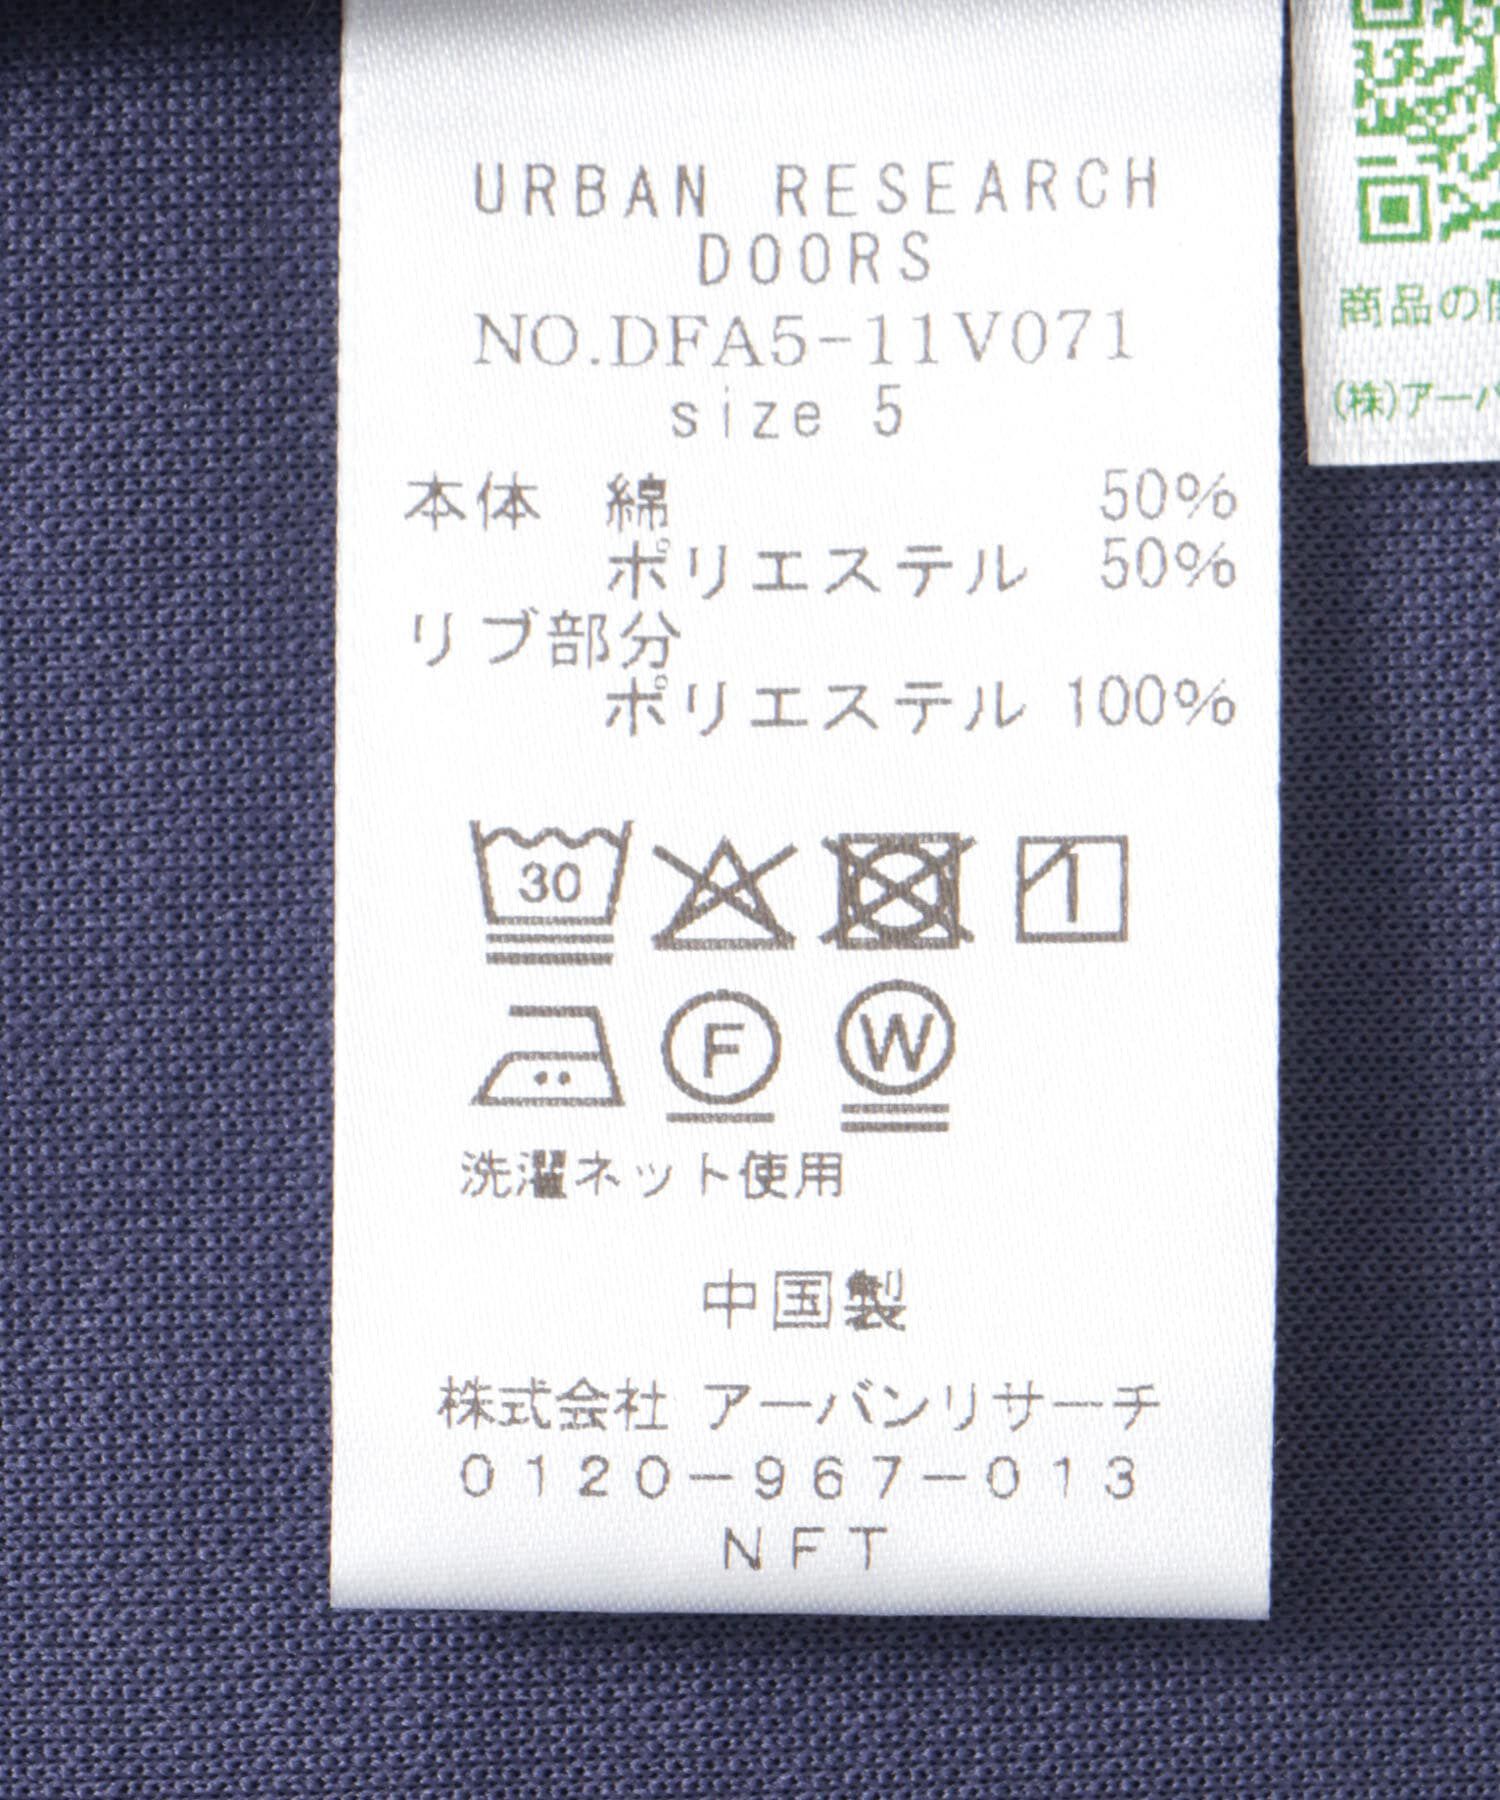 URBAN RESEARCH
DOORS
NO.DFA5-11V071
size 5
本体 綿 50%
ポリエステル 50%
リブ部分
ポリエステル 100%
30
F
W
洗濯ネット使用
中国製
株式会社 アーバンリサーチ
0120-967-013
NFT
商品の
(株)アーバ